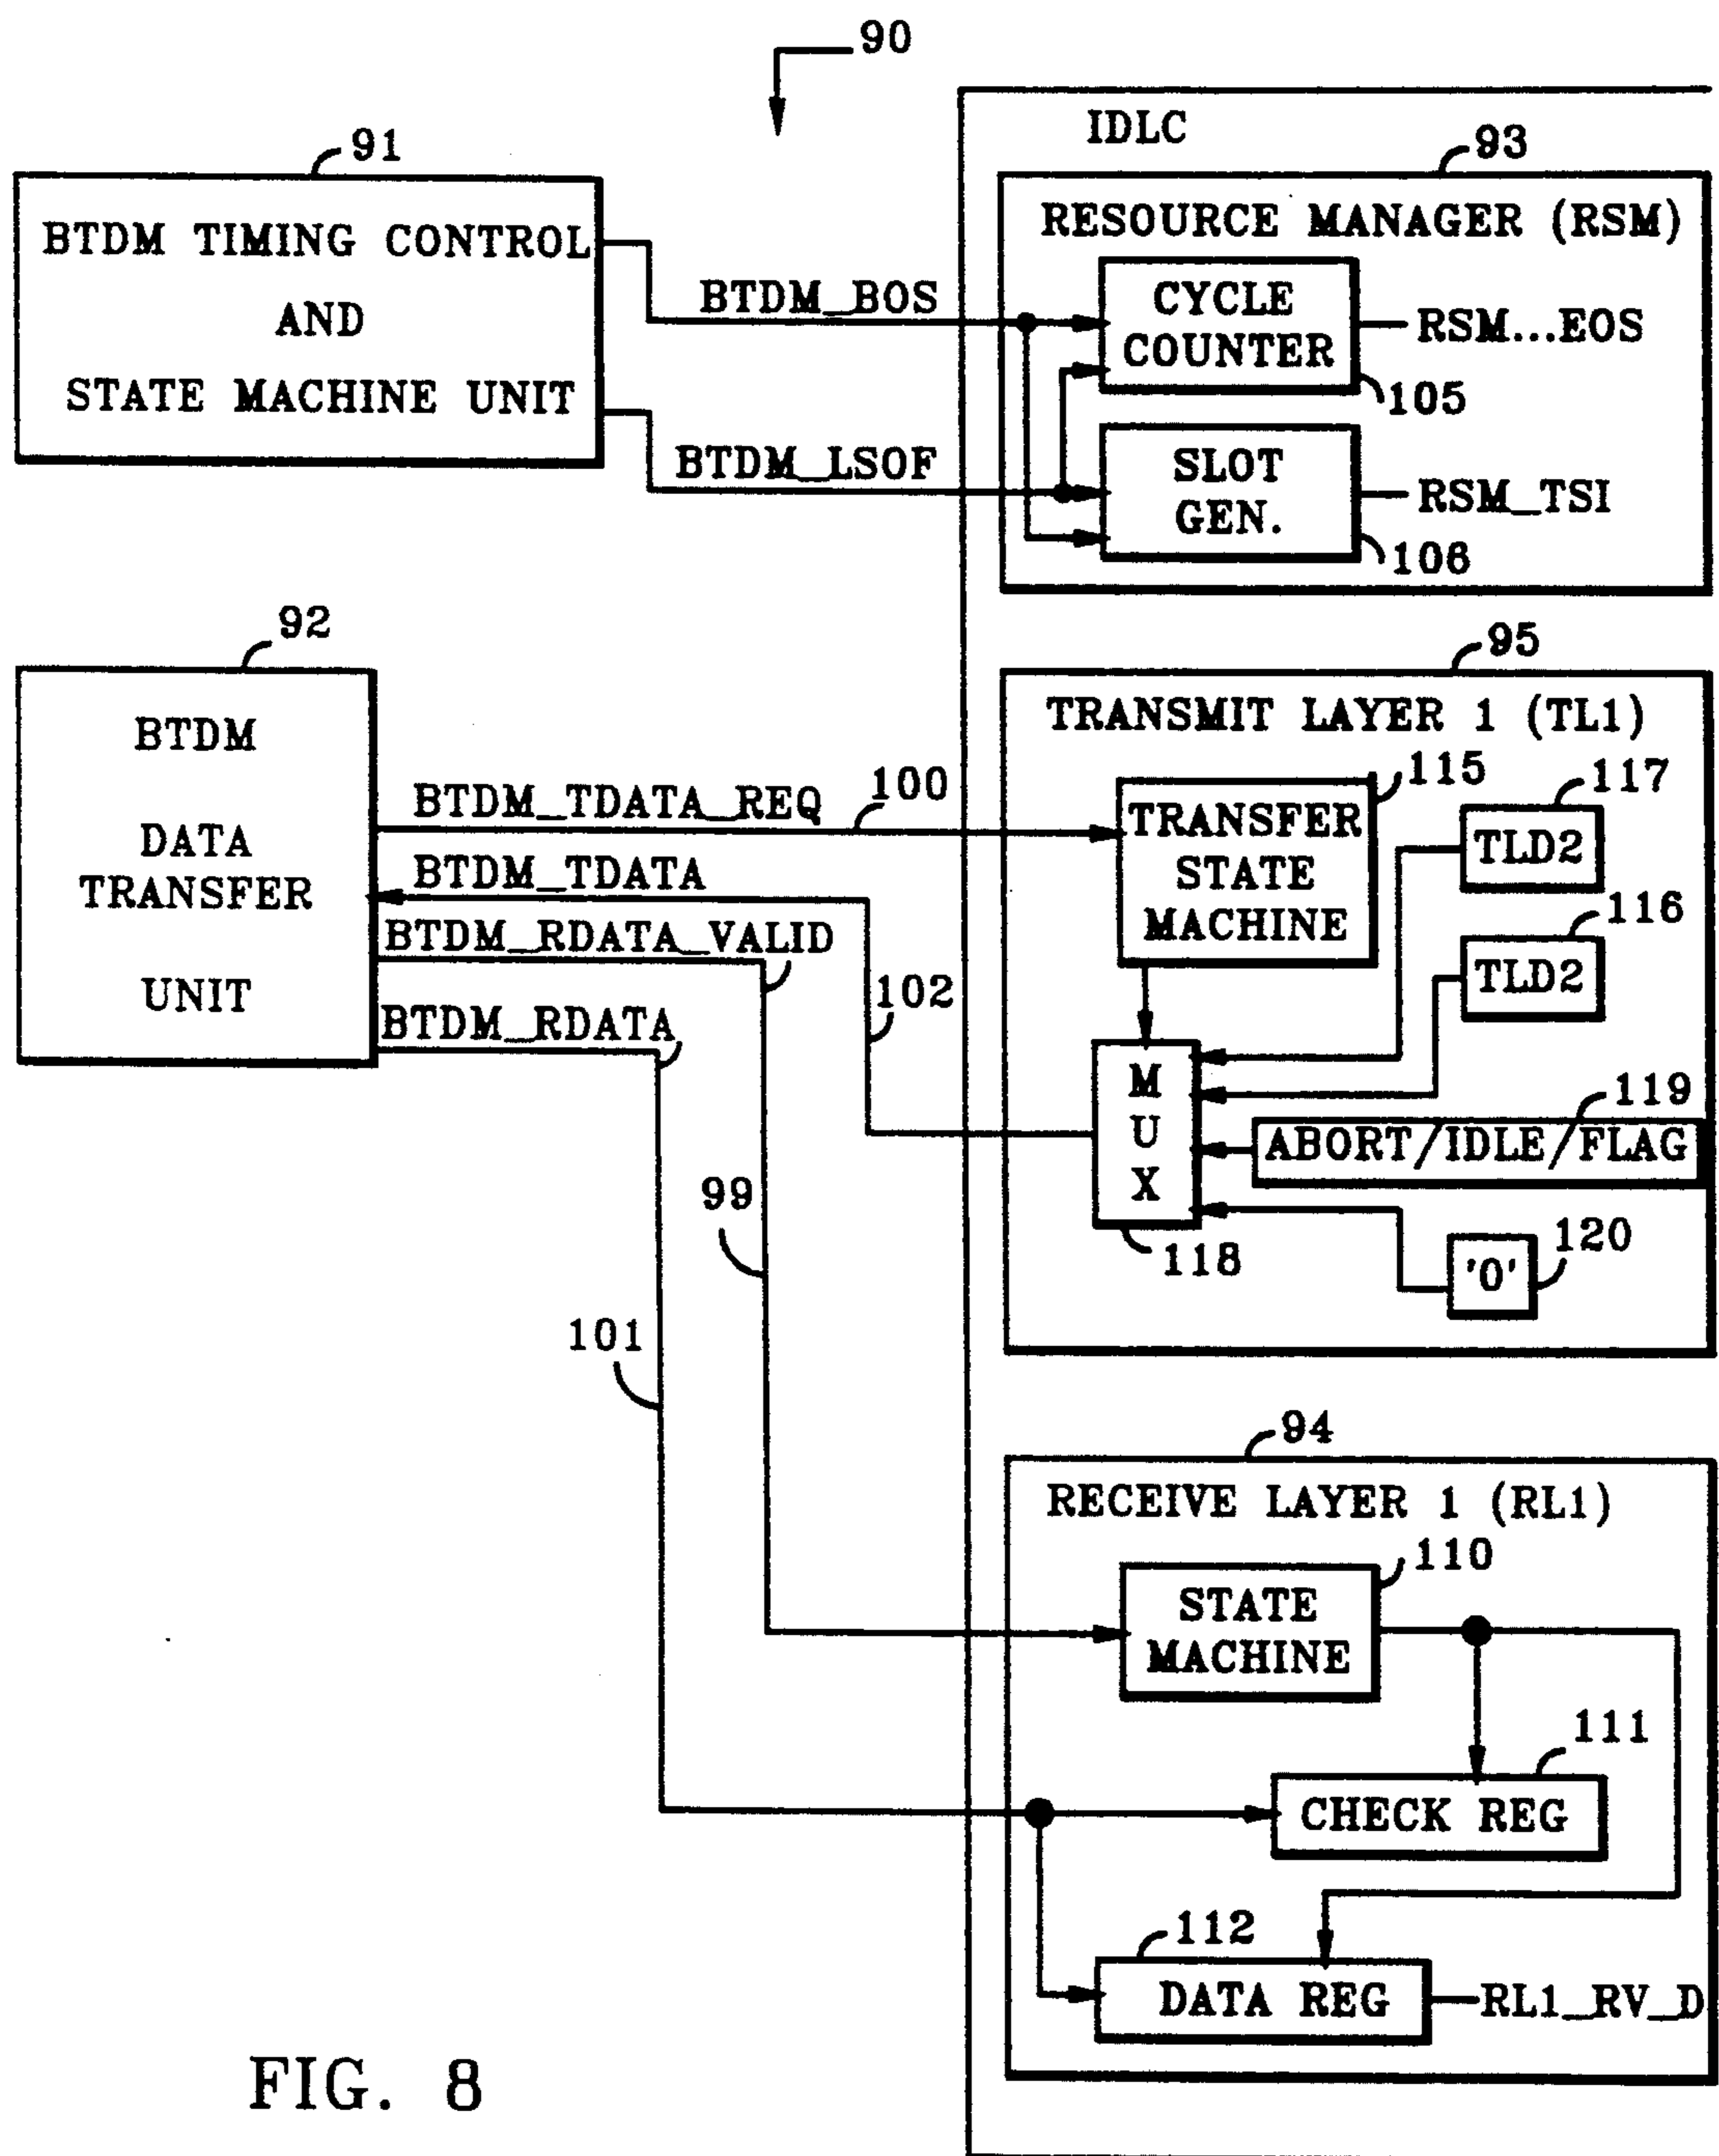 90
91
BTDM TIMING CONTROL
AND
STATE MACHINE UNIT
BTDM_BOS
BTDM_LSOF
IDLC
93
RESOURCE MANAGER (RSM)
CYCLE
COUNTER
RSM...EOS
105
SLOT
GEN.
RSM_TSI
106
92
BTDM
DATA
TRANSFER
UNIT
BTDM_TDATA_REQ
100
BTDM_TDATA
BTDM_RDATA_VALID
102
BTDM_RDATA
99
101
95
TRANSMIT LAYER 1 (TL1)
115
TRANSFER
STATE
MACHINE
117
TLD2
116
TLD2
M
U
X
118
119
ABORT/IDLE/FLAG
120
'0'
94
RECEIVE LAYER 1 (RL1)
110
STATE
MACHINE
111
CHECK REG
112
DATA REG
RL1_RV_D
FIG. 8